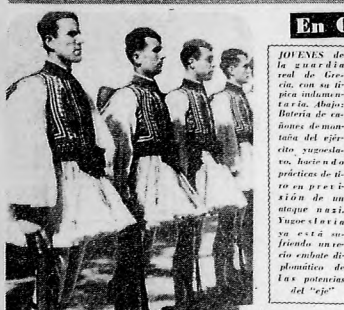 En
JOVENES de
la guardia
real de Gre-
cia, con su tí-
pica indumen-
taria. Abajo:
Batería de ca-
ñones de mon-
taña del ejér-
cito yugoesla-
vo, haciendo
prácticas de ti-
ro en previ-
sión de un
ataque nazi.
Yugoeslavia
ya está su-
friendo un re-
cio embate di-
plomático de
las potencias
del "eje"